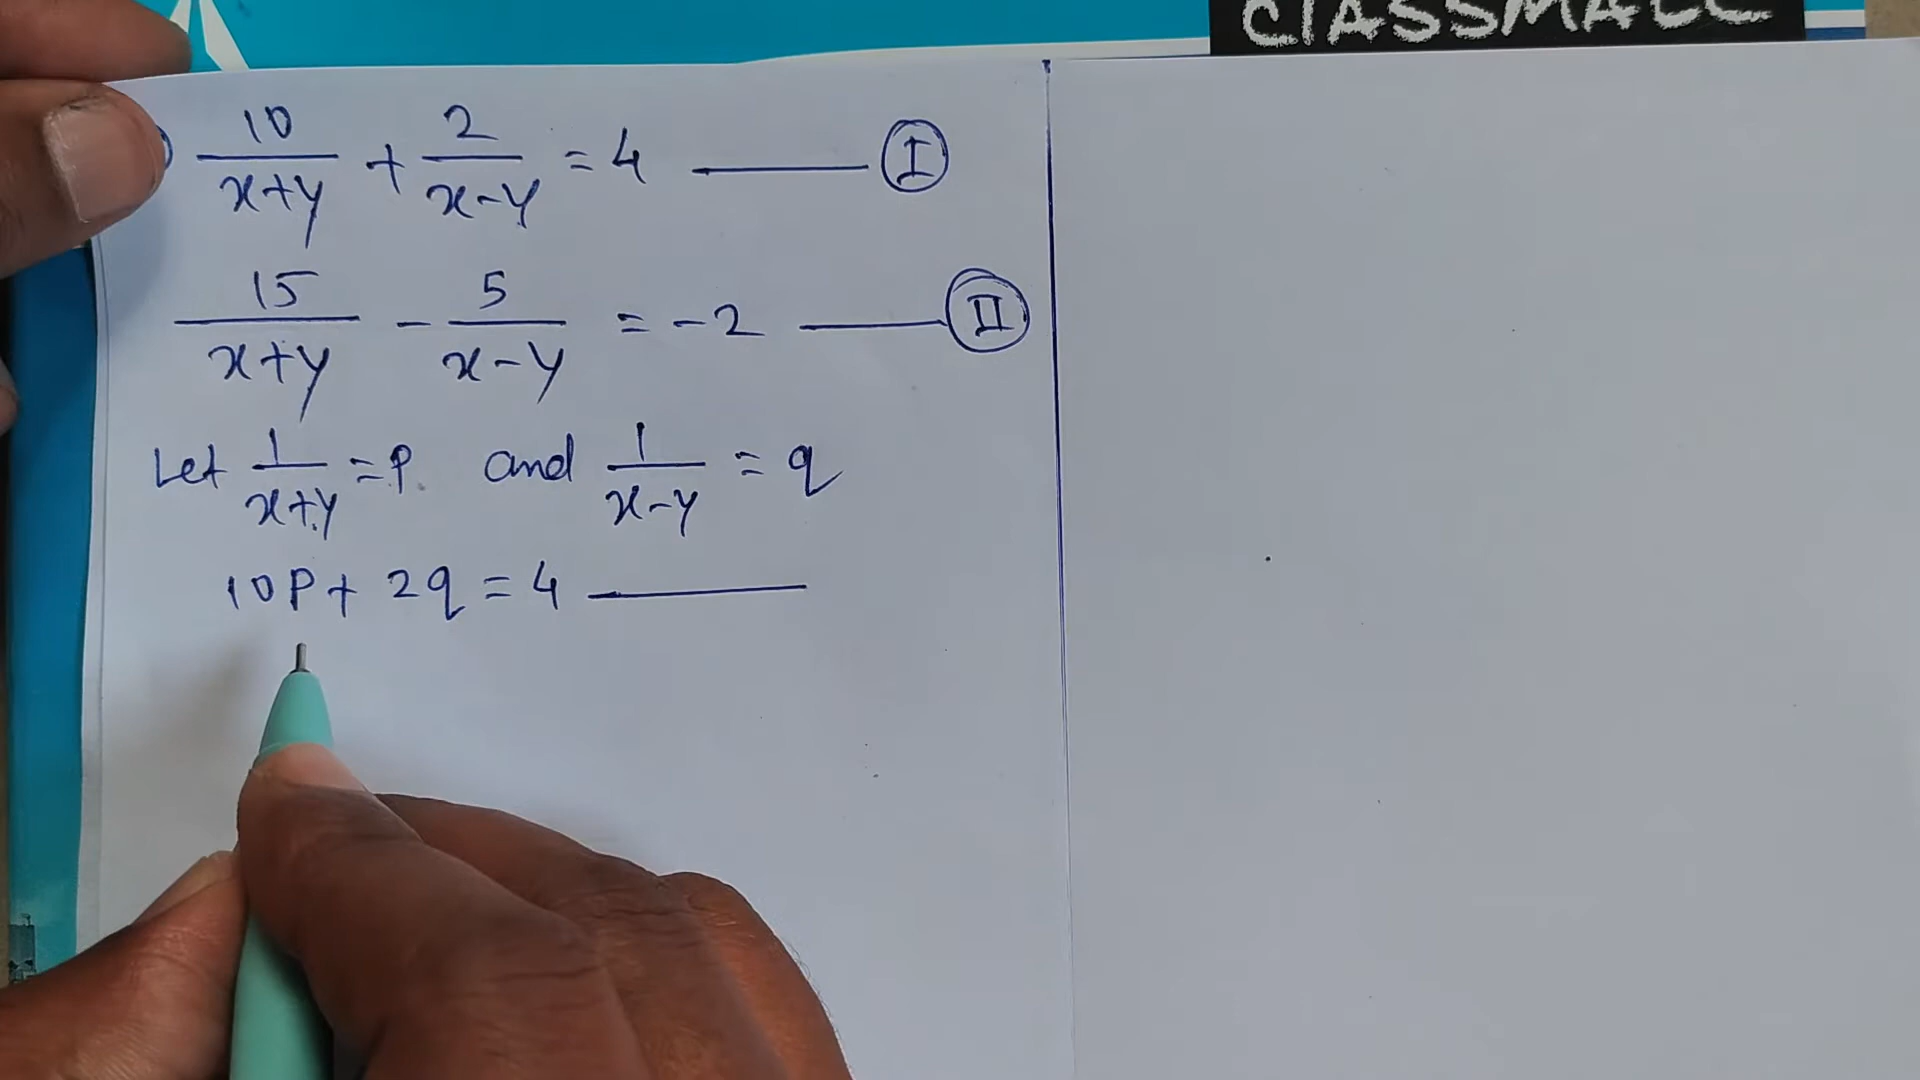 CLASSMATE
10/(x+y) + 2/(x-y) = 4 ——— I
15/(x+y) - 5/(x-y) = -2 ——— II
Let 1/(x+y) = P. and 1/(x-y) = q
10P + 2q = 4 ———